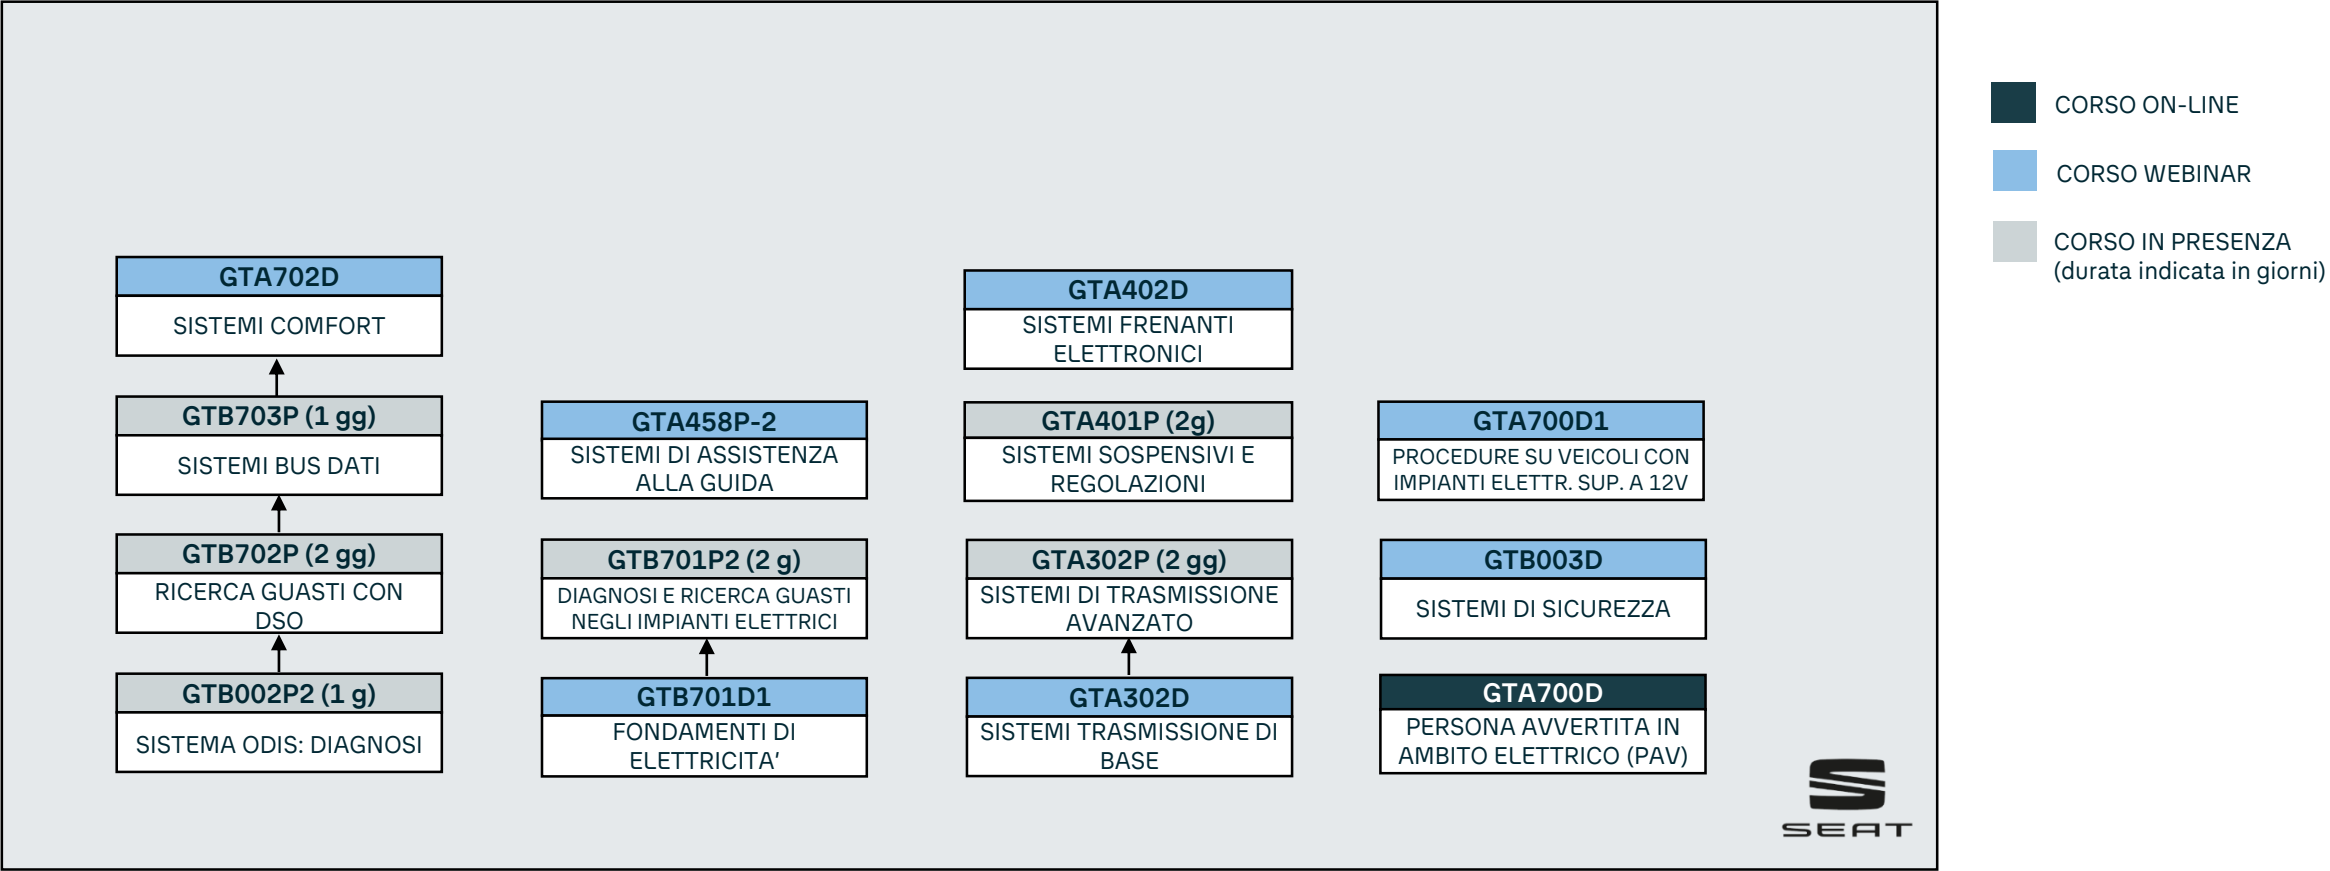 GTA702D
SISTEMI COMFORT
GTB703P (1 gg)
SISTEMI BUS DATI
GTB702P (2 gg)
RICERCA GUASTI CON
DSO
GTB002P2 (1 g)
SISTEMA ODIS: DIAGNOSI
GTA458P-2
SISTEMI DI ASSISTENZA
ALLA GUIDA
GTB701P2 (2 g)
DIAGNOSI E RICERCA GUASTI
NEGLI IMPIANTI ELETTRICI
GTB701D1
FONDAMENTI DI
ELETTRICITA’
GTA402D
SISTEMI FRENANTI
ELETTRONICI
GTA401P (2g)
SISTEMI SOSPENSIVI E
REGOLAZIONI
GTA302P (2 gg)
SISTEMI DI TRASMISSIONE
AVANZATO
GTA302D
SISTEMI TRASMISSIONE DI
BASE
GTA700D1
PROCEDURE SU VEICOLI CON
IMPIANTI ELETTR. SUP. A 12V
GTB003D
SISTEMI DI SICUREZZA
GTA700D
PERSONA AVVERTITA IN
AMBITO ELETTRICO (PAV)
SEAT
CORSO ON-LINE
CORSO WEBINAR
CORSO IN PRESENZA
(durata indicata in giorni)